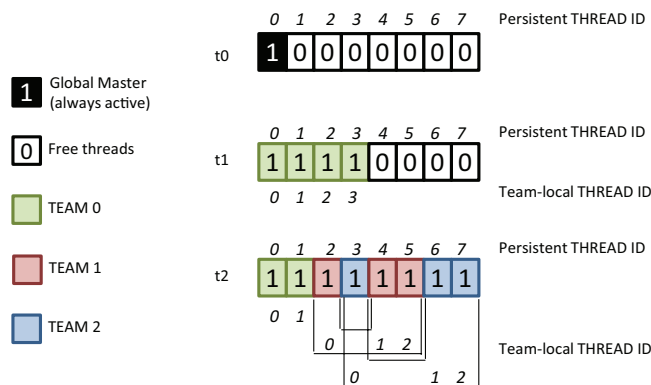 0 1 2 3 4 5 6 7 Persistent THREAD ID
t0 1 0 0 0 0 0 0 0
1 Global Master
(always active)
0 Free threads
TEAM 0
TEAM 1
TEAM 2
0 1 2 3 4 5 6 7 Persistent THREAD ID
t1 1 1 1 1 0 0 0 0
0 1 2 3 Team-local THREAD ID
0 1 2 3 4 5 6 7 Persistent THREAD ID
t2 1 1 1 1 1 1 1 1
0 1
0 1 2
Team-local THREAD ID
0 1 2